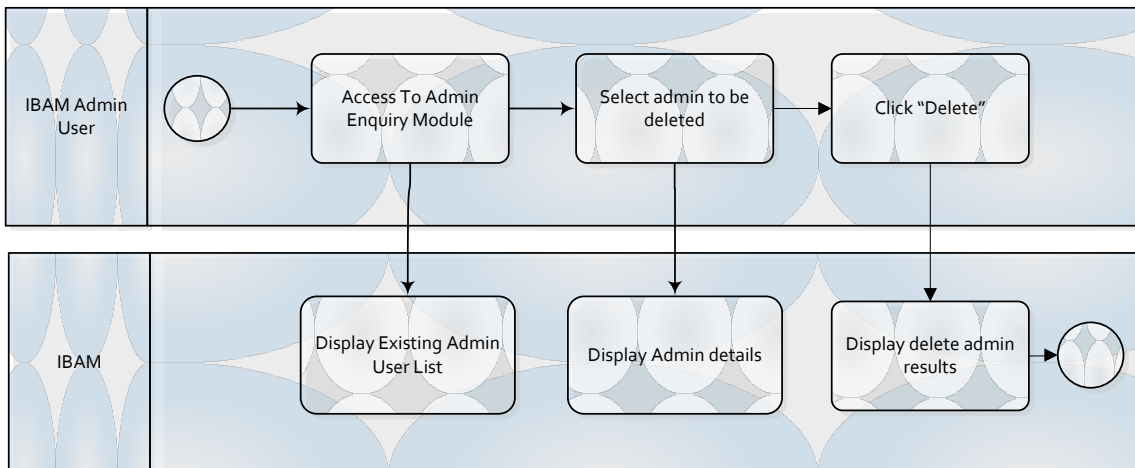 IBAM Admin
User
Access To Admin
Enquiry Module
Select admin to be
deleted
Click “Delete”
IBAM
Display Existing Admin
User List
Display Admin details
Display delete admin
results